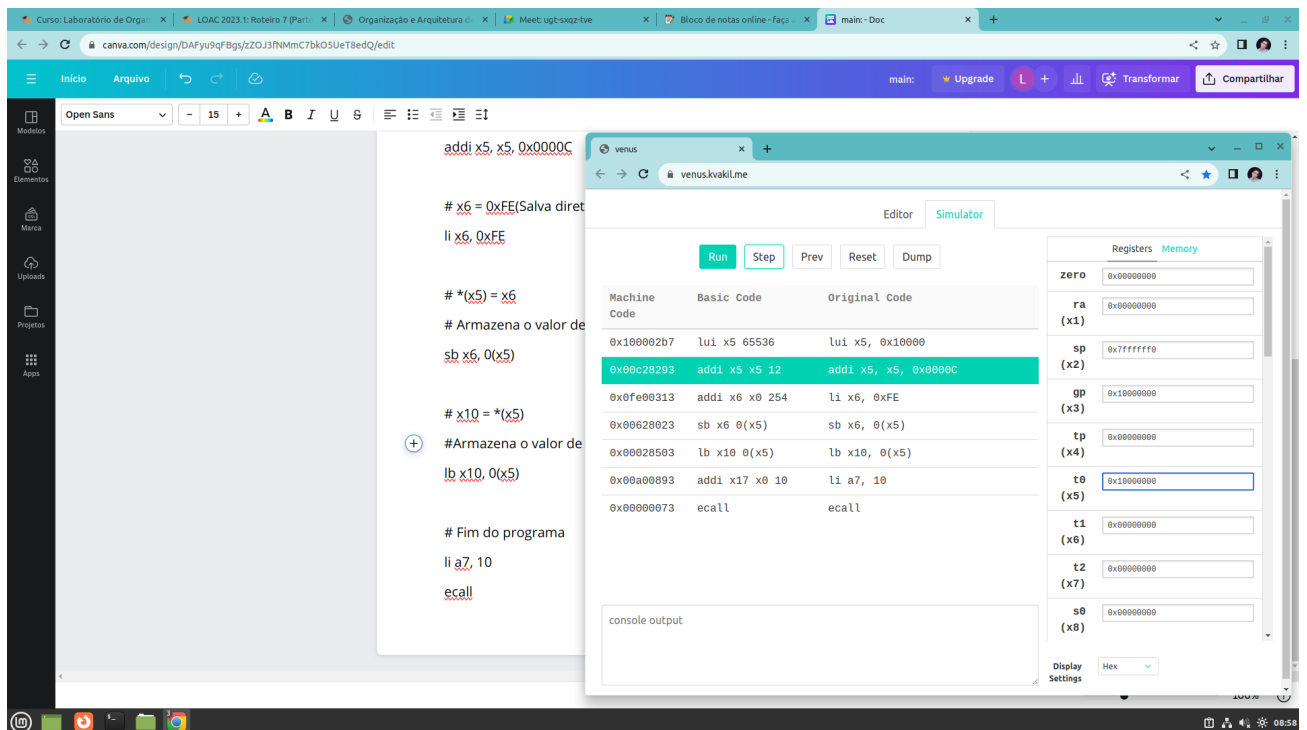 Curso: Laboratório de Organ
LOAC 2023.1: Roteiro 7 (Parte
Organização e Arquitetura de
Meet: ugt-sxqz-tve
Bloco de notas online - faça
main: - Doc
canva.com/design/DAFyu9qFBgs/zZOJ3fNMmC7bkO5UeT8edQ/edit
Início
Arquivo
main:
Upgrade
L
Transformar
Compartilhar
Open Sans
15
A B I U S
Modelos
Elementos
Marca
Uploads
Projetos
Apps
addi x5, x5, 0x0000C
# x6 = 0xFE(Salva diret
li x6, 0xFE
# *(x5) = x6
# Armazena o valor de
sb x6, 0(x5)
# x10 = *(x5)
#Armazena o valor de
lb x10, 0(x5)
# Fim do programa
li a7, 10
ecall
venus
venus.kvakil.me
Editor Simulator
Run Step Prev Reset Dump
Machine Code Basic Code Original Code
0x100002b7 lui x5 65536 lui x5, 0x10000
0x00c28293 addi x5 x5 12 addi x5, x5, 0x0000C
0x0fe00313 addi x6 x0 254 li x6, 0xFE
0x00628023 sb x6 0(x5) sb x6, 0(x5)
0x00028503 lb x10 0(x5) lb x10, 0(x5)
0x00a00893 addi x17 x0 10 li a7, 10
0x00000073 ecall ecall
console output
Registers Memory
zero 0x00000000
ra (x1) 0x00000000
sp (x2) 0x7ffffff0
gp (x3) 0x10000000
tp (x4) 0x00000000
t0 (x5) 0x10000000
t1 (x6) 0x00000000
t2 (x7) 0x00000000
s0 (x8) 0x00000000
Display Settings Hex
3
08:58